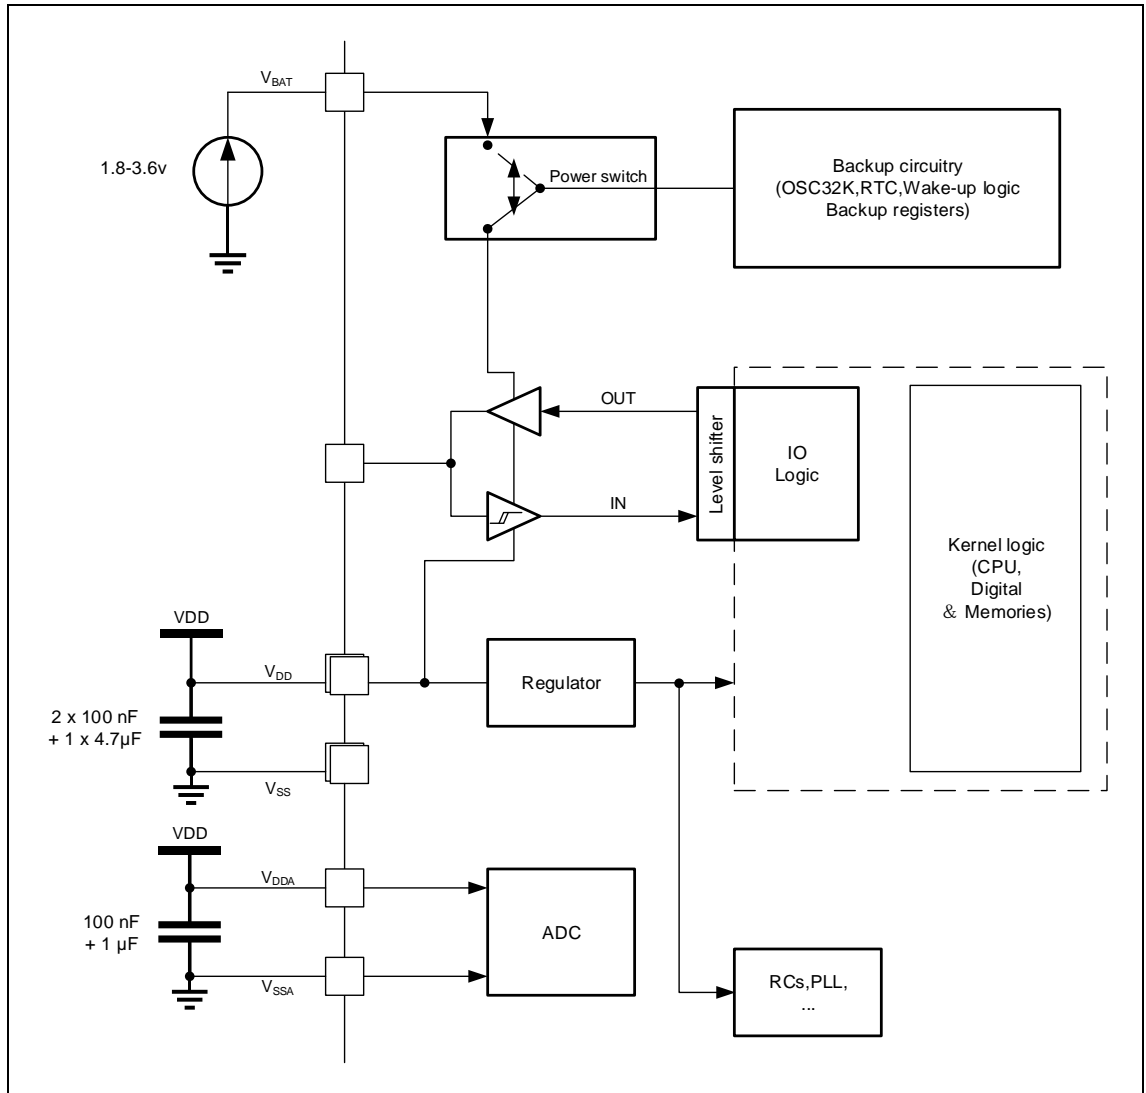 VBAT
1.8-3.6v
Power switch
Backup circuitry
(OSC32K,RTC,Wake-up logic
Backup registers)
OUT
IN
Level shifter
IO
Logic
Kernel logic
(CPU,
Digital
& Memories)
VDD
VDD
2 x 100 nF
+ 1 x 4.7µF
VSS
Regulator
VDD
VDDA
100 nF
+ 1 µF
VSSA
ADC
RCs,PLL,
...